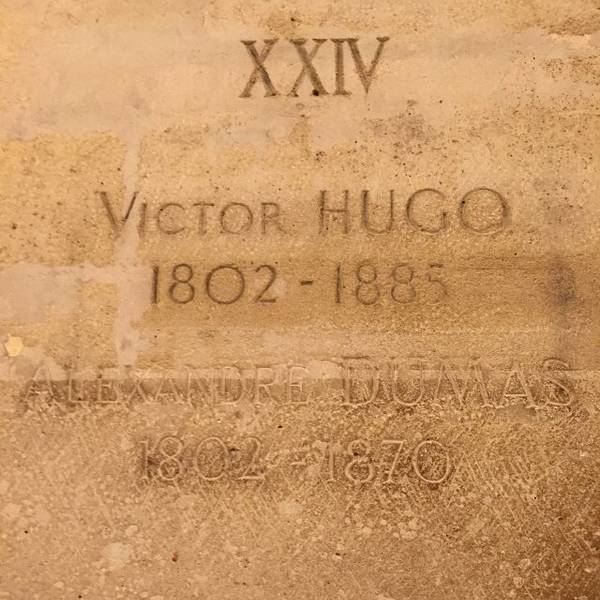 XXIV
VICTOR HUGO
1802 - 1885
ALEXANDRE DUMAS
1802 - 1870